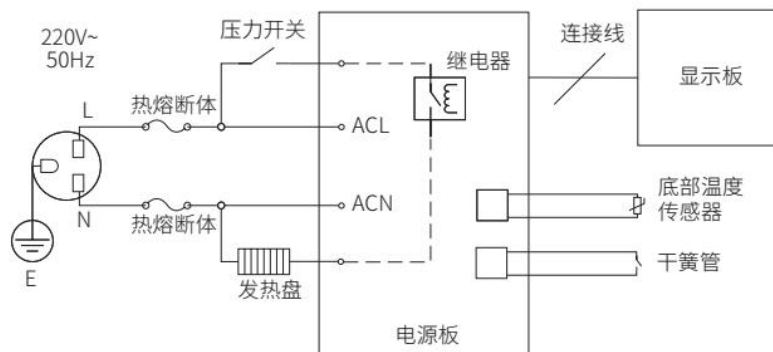 220V~
50Hz
压力开关
继电器
连接线
显示板
L
热熔断体
ACL
N
热熔断体
ACN
底部温度
传感器
E
发热盘
干簧管
电源板